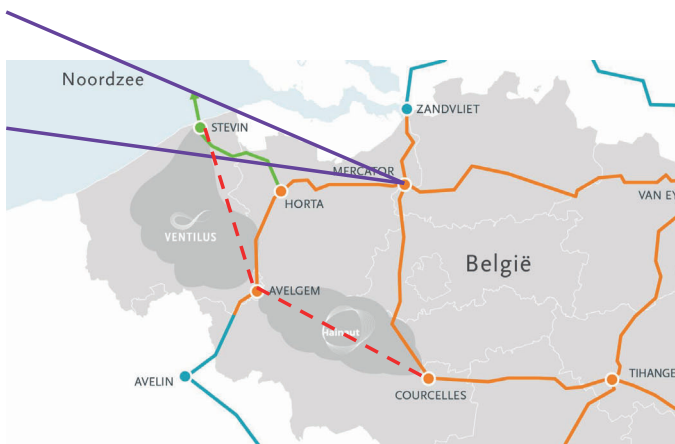 Noordzee
ZANDVLIET
STEVIN
MERCATOR
HORTA
VAN EY
VENTILUS
België
AVELGEM
Hainaut
AVELIN
TIHANGE
COURCELLES